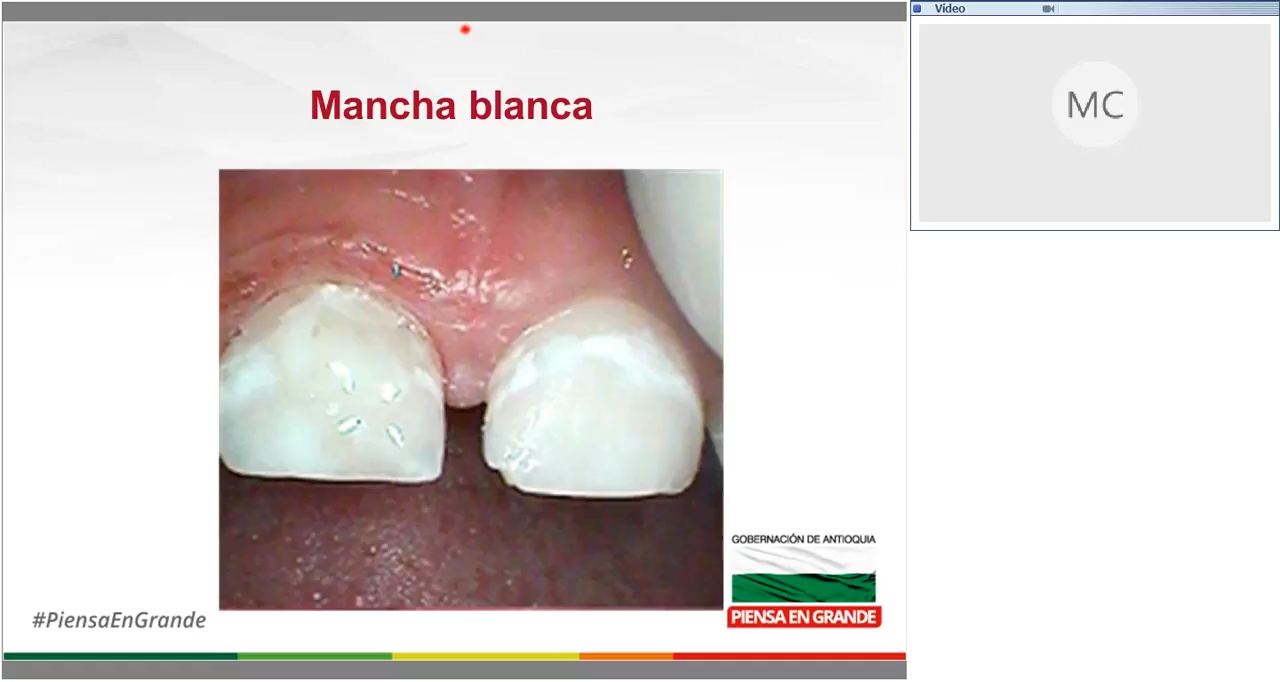 Mancha blanca
GOBERNACIÓN DE ANTIOQUIA
PIENSA EN GRANDE
#PiensaEnGrande
Vídeo
MC